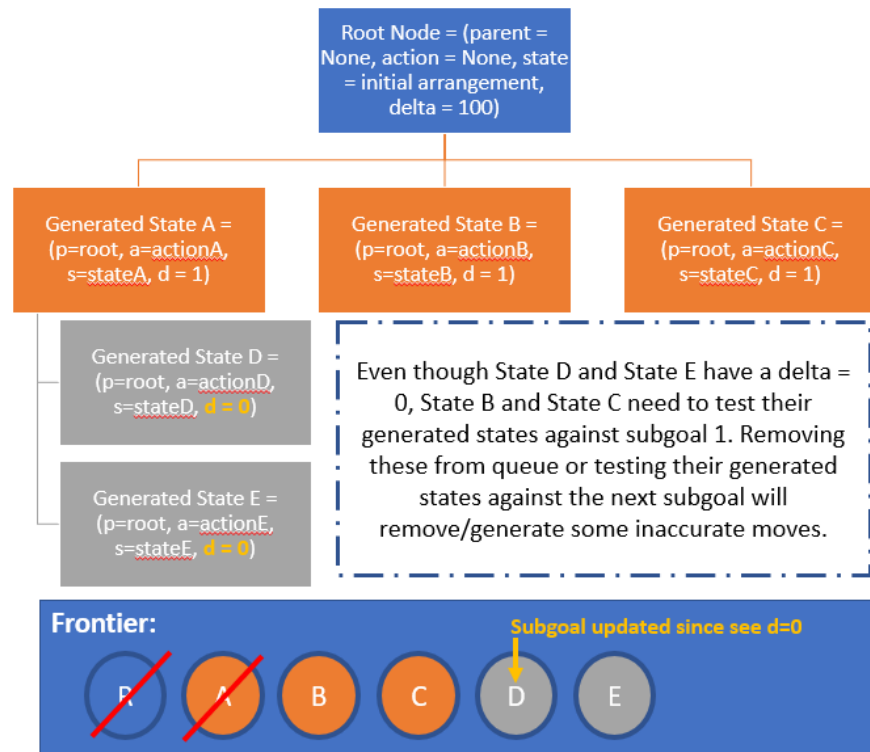 Root Node = (parent =
None, action = None, state
= initial arrangement,
delta = 100)
Generated State A =
(p=root, a=actionA,
s=stateA, d = 1)
Generated State B =
(p=root, a=actionB,
s=stateB, d = 1)
Generated State C =
(p=root, a=actionC,
s=stateC, d = 1)
Generated State D =
(p=root, a=actionD,
s=stateD, d = 0)
Generated State E =
(p=root, a=actionE,
s=stateE, d = 0)
Even though State D and State E have a delta =
0, State B and State C need to test their
generated states against subgoal 1. Removing
these from queue or testing their generated
states against the next subgoal will
remove/generate some inaccurate moves.
Frontier:
Subgoal updated since see d=0
R
A
B
C
D
E